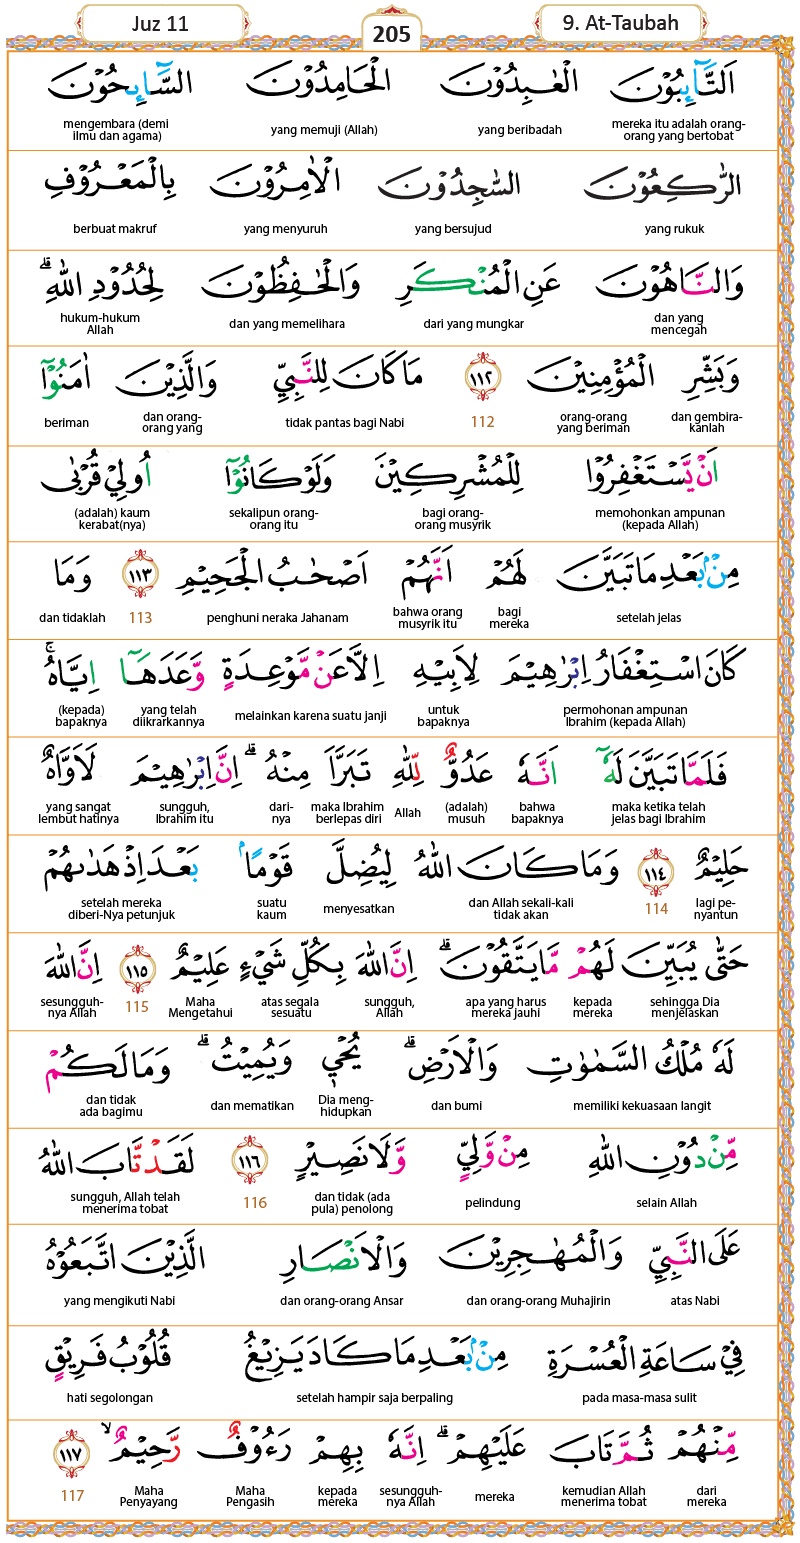 Juz 11
205
9. At-Taubah
اَلتَّاۤىِٕبُوْنَ الْعٰبِدُوْنَ الْحَامِدُوْنَ السَّاۤىِٕحُوْنَ
mereka itu adalah orang-orang yang bertobat yang beribadah yang memuji (Allah) mengembara (demi ilmu dan agama)
الرّٰكِعُوْنَ السّٰجِدُوْنَ الْاٰمِرُوْنَ بِالْمَعْرُوْفِ
yang rukuk yang bersujud yang menyuruh berbuat makruf
وَالنَّاهُوْنَ عَنِ الْمُنْكَرِ وَالْحٰفِظُوْنَ لِحُدُوْدِ اللّٰهِ ۗ
dan yang mencegah dari yang mungkar dan yang memelihara hukum-hukum Allah
وَبَشِّرِ الْمُؤْمِنِيْنَ ١١٢ مَا كَانَ لِلنَّبِيِّ وَالَّذِيْنَ اٰمَنُوْٓا
dan gembira-kanlah orang-orang yang beriman 112 tidak pantas bagi Nabi dan orang-orang yang beriman
اَنْ يَّسْتَغْفِرُوْا لِلْمُشْرِكِيْنَ وَلَوْ كَانُوْٓا اُولِيْ قُرْبٰى
memohonkan ampunan (kepada Allah) bagi orang-orang musyrik sekalipun orang-orang itu (adalah) kaum kerabat(nya)
مِنْۢ بَعْدِ مَا تَبَيَّنَ لَهُمْ اَنَّهُمْ اَصْحٰبُ الْجَحِيْمِ ١١٣ وَمَا
setelah jelas bagi mereka bahwa orang musyrik itu penghuni neraka Jahanam 113 dan tidaklah
كَانَ اسْتِغْفَارُ اِبْرٰهِيْمَ لِاَبِيْهِ اِلَّا عَنْ مَّوْعِدَةٍ وَّعَدَهَآ اِيَّاهُ ۚ
permohonan ampunan Ibrahim (kepada Allah) untuk bapaknya melainkan karena suatu janji yang telah diikrarkannya (kepada) bapaknya
فَلَمَّا تَبَيَّنَ لَهٗٓ اَنَّهٗ عَدُوٌّ لِّلّٰهِ تَبَرَّاَ مِنْهُ ۗ اِنَّ اِبْرٰهِيْمَ لَاَوَّاهٌ
maka ketika telah jelas bagi Ibrahim bahwa bapaknya (adalah) musuh Allah maka Ibrahim berlepas diri dari-nya sungguh, Ibrahim itu yang sangat lembut hatinya
حَلِيْمٌ ١١٤ وَمَا كَانَ اللّٰهُ لِيُضِلَّ قَوْمًاۢ بَعْدَ اِذْ هَدٰىهُمْ
lagi pe-nyantun 114 dan Allah sekali-kali tidak akan menyesatkan suatu kaum setelah mereka diberi-Nya petunjuk
حَتّٰى يُبَيِّنَ لَهُمْ مَّا يَتَّقُوْنَ ۗ اِنَّ اللّٰهَ بِكُلِّ شَيْءٍ عَلِيْمٌ ١١٥ اِنَّ اللّٰهَ
sehingga Dia menjelaskan kepada mereka apa yang harus mereka jauhi sungguh, Allah atas segala sesuatu Maha Mengetahui 115 sesunggu­h-nya Allah
لَهٗ مُلْكُ السَّمٰوٰتِ وَالْاَرْضِ ۗ يُحْيٖ وَيُمِيْتُ ۗ وَمَا لَكُمْ
memiliki kekuasaan langit dan bumi Dia meng-hidupkan dan mematikan dan tidak ada bagimu
مِّنْ دُوْنِ اللّٰهِ مِنْ وَّلِيٍّ وَّلَا نَصِيْرٍ ١١٦ لَقَدْ تَّابَ اللّٰهُ
selain Allah pelindung dan tidak (ada pula) penolong 116 sungguh, Allah telah menerima tobat
عَلَى النَّبِيِّ وَالْمُهٰجِرِيْنَ وَالْاَنْصَارِ الَّذِيْنَ اتَّبَعُوْهُ
atas Nabi dan orang-orang Muhajirin dan orang-orang Ansar yang mengikuti Nabi
فِيْ سَاعَةِ الْعُسْرَةِ مِنْۢ بَعْدِ مَا كَادَ يَزِيْغُ قُلُوْبُ فَرِيْقٍ
pada masa-masa sulit setelah hampir saja berpaling hati segolongan
مِّنْهُمْ ثُمَّ تَابَ عَلَيْهِمْ ۗ اِنَّهٗ بِهِمْ رَءُوْفٌ رَّحِيْمٌ ۙ ١١٧
dari mereka kemudian Allah menerima tobat mereka sesungguh-nya Allah kepada mereka Maha Pengasih Maha Penyayang 117